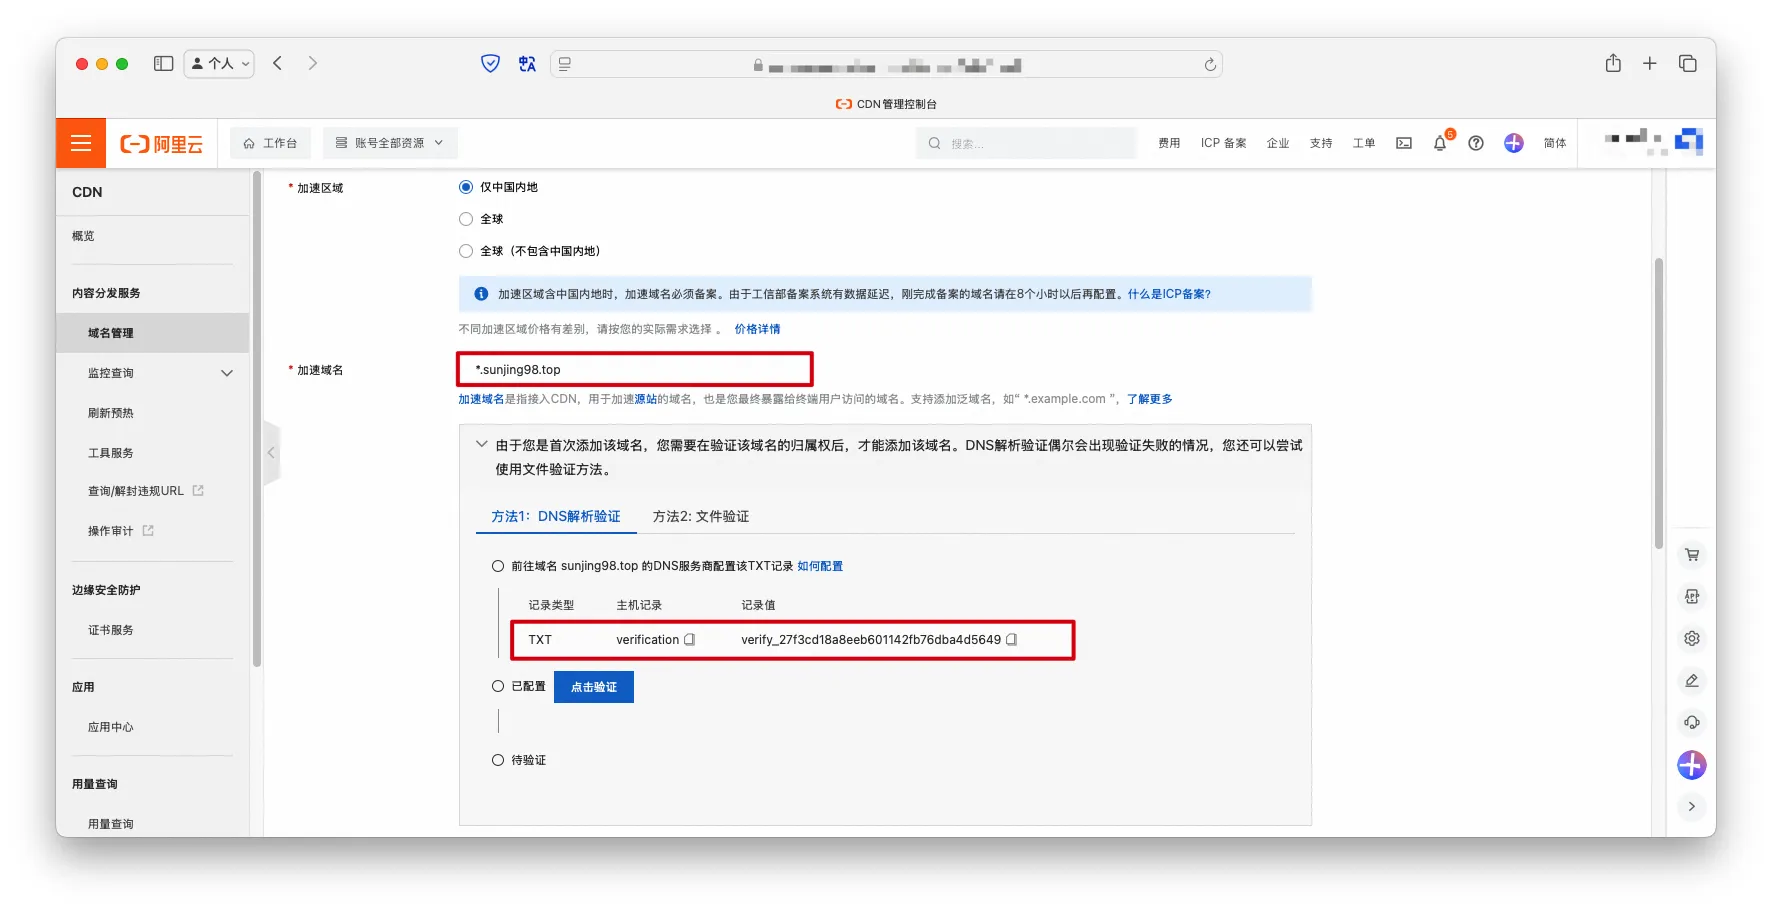 个人
CDN管理控制台
阿里云
工作台
账号全部资源
搜索...
费用
ICP 备案
企业
支持
工单
5
简体
CDN
概览
内容分发服务
域名管理
监控查询
刷新预热
工具服务
查询/解封违规URL
操作审计
边缘安全防护
证书服务
应用
应用中心
用量查询
用量查询
* 加速区域
仅中国内地
全球
全球（不包含中国内地）
加速区域含中国内地时，加速域名必须备案。由于工信部备案系统有数据延迟，刚完成备案的域名请在8个小时以后再配置。什么是ICP备案?
不同加速区域价格有差别，请按您的实际需求选择 。 价格详情
* 加速域名
*.sunjing98.top
加速域名是指接入CDN，用于加速源站的域名，也是您最终暴露给终端用户访问的域名。支持添加泛域名，如“ *.example.com ”，了解更多
由于您是首次添加该域名，您需要在验证该域名的归属权后，才能添加该域名。DNS解析验证偶尔会出现验证失败的情况，您还可以尝试
使用文件验证方法。
方法1：DNS解析验证
方法2: 文件验证
前往域名 sunjing98.top 的DNS服务商配置该TXT记录 如何配置
记录类型 主机记录 记录值
TXT verification verify_27f3cd18a8eeb601142fb76dba4d5649
已配置 点击验证
待验证
APP